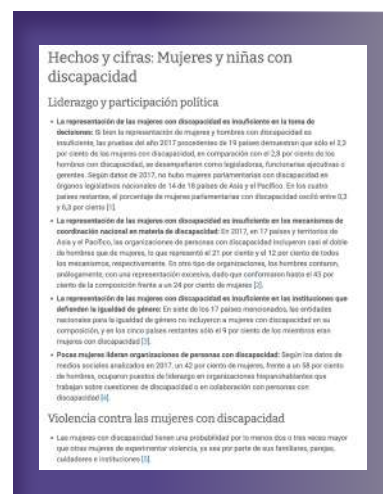 Hechos y cifras: Mujeres y niñas con
discapacidad
Liderazgo y participación política
• La representación de las mujeres con discapacidad es insuficiente en la toma de
decisiones: Si bien la representación de mujeres y hombres con discapacidad es
insuficiente, las pruebas del año 2017 procedentes de 19 países demuestran que sólo el 2,3
por ciento de las mujeres con discapacidad, en comparación con el 2,8 por ciento de los
hombres con discapacidad, se desempeñaron como legisladoras, funcionarias ejecutivas o
gerentes. Según datos de 2017, no hubo mujeres parlamentarias con discapacidad en
órganos legislativos nacionales de 14 de 18 países de Asia y el Pacífico. En los cuatro
países restantes, el porcentaje de mujeres parlamentarias con discapacidad osciló entre 0,3
y 6,3 por ciento [1].
• La representación de las mujeres con discapacidad es insuficiente en los mecanismos de
coordinación nacional en materia de discapacidad: En 2017, en 17 países y territorios de
Asia y el Pacífico, las organizaciones de personas con discapacidad incluyeron casi el doble
de hombres que de mujeres, lo que representó el 21 por ciento y el 12 por ciento de todos
los mecanismos, respectivamente. En otro tipo de organizaciones, los hombres contaron,
análogamente, con una representación excesiva, dado que conformaron hasta el 43 por
ciento de la composición frente a un 24 por ciento de mujeres [2].
• La representación de las mujeres con discapacidad es insuficiente en las instituciones que
defienden la igualdad de género: En siete de los 17 países mencionados, las entidades
nacionales para la igualdad de género no incluyeron a mujeres con discapacidad en su
composición, y en los cinco países restantes sólo el 9 por ciento de los miembros eran
mujeres con discapacidad [3].
• Pocas mujeres lideran organizaciones de personas con discapacidad: Según los datos de
medios sociales analizados en 2017, un 42 por ciento de mujeres, frente a un 58 por ciento
de hombres, ocuparon puestos de liderazgo en organizaciones hispanohablantes que
trabajan sobre cuestiones de discapacidad o en colaboración con personas con
discapacidad [4].
Violencia contra las mujeres con discapacidad
• Las mujeres con discapacidad tienen una probabilidad por lo menos dos o tres veces mayor
que otras mujeres de experimentar violencia, ya sea por parte de sus familiares, parejas,
cuidadores e instituciones [5].